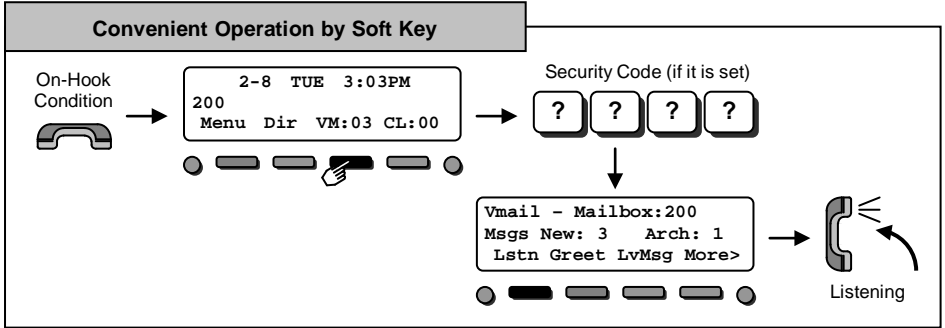 Convenient Operation by Soft Key
On-Hook
Condition
2-8 TUE 3:03PM
200
Menu Dir VM:03 CL:00
Security Code (if it is set)
? ? ? ?
Vmail – Mailbox:200
Msgs New: 3 Arch: 1
Lstn Greet LvMsg More>
Listening